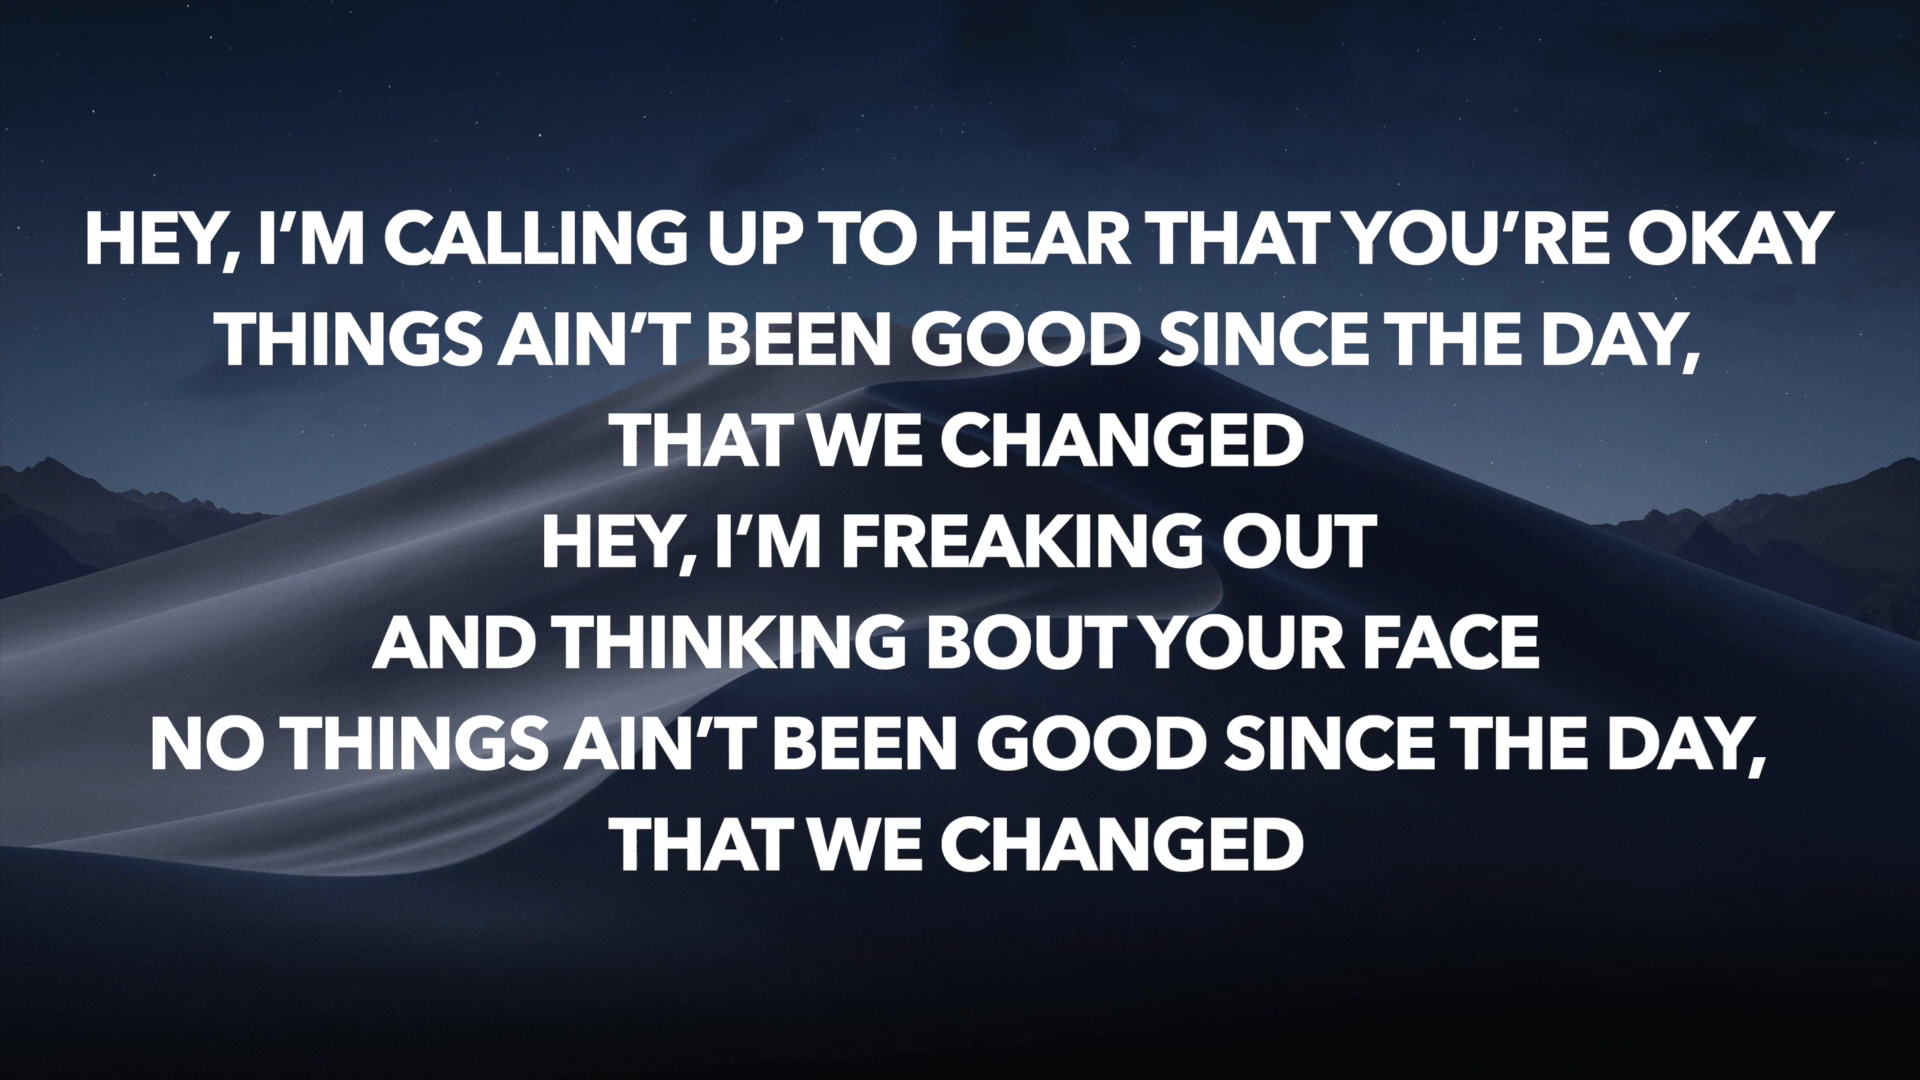 HEY, I’M CALLING UP TO HEAR THAT YOU’RE OKAY
THINGS AIN’T BEEN GOOD SINCE THE DAY,
THAT WE CHANGED
HEY, I’M FREAKING OUT
AND THINKING BOUT YOUR FACE
NO THINGS AIN’T BEEN GOOD SINCE THE DAY,
THAT WE CHANGED